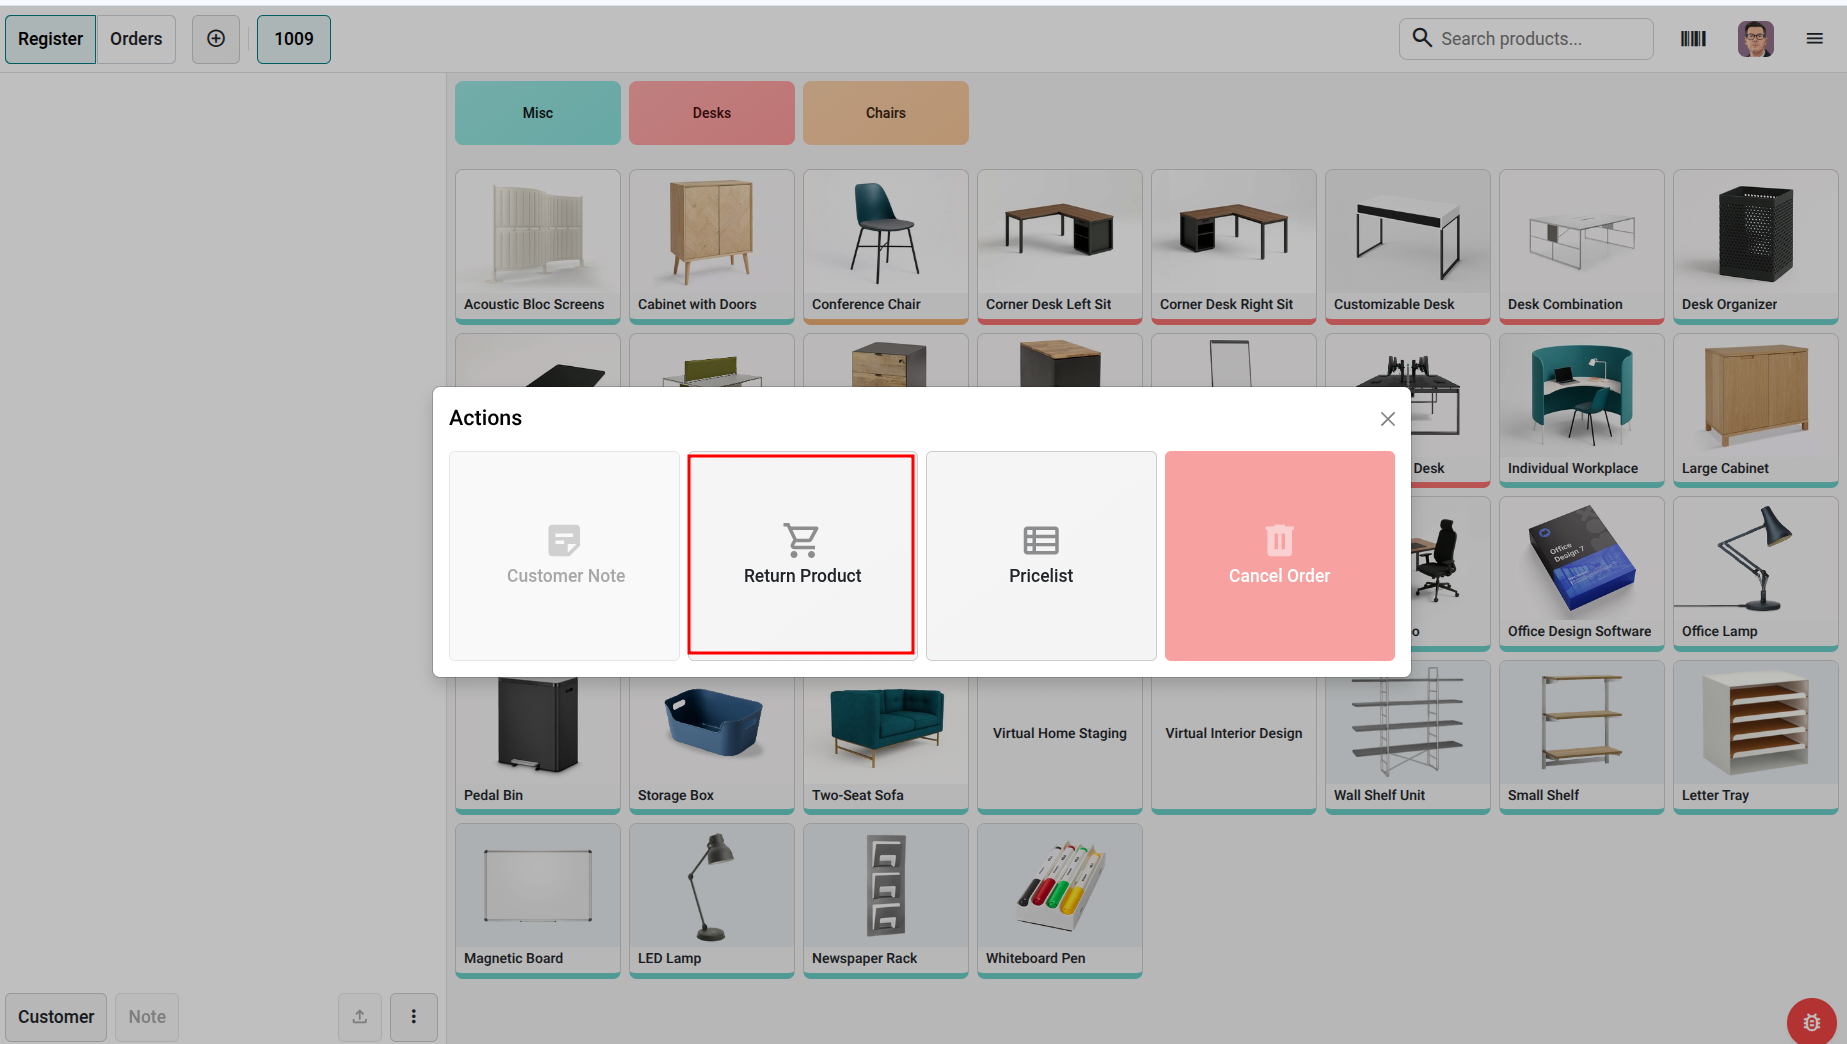 Register
Orders
1009
Search products...
Misc
Desks
Chairs
Acoustic Bloc Screens
Cabinet with Doors
Conference Chair
Corner Desk Left Sit
Corner Desk Right Sit
Customizable Desk
Desk Combination
Desk Organizer
Actions
Desk
Individual Workplace
Large Cabinet
Customer Note
Return Product
Pricelist
Cancel Order
Office
Design 7
o
Office Design Software
Office Lamp
Virtual Home Staging
Virtual Interior Design
Pedal Bin
Storage Box
Two-Seat Sofa
Wall Shelf Unit
Small Shelf
Letter Tray
Magnetic Board
LED Lamp
Newspaper Rack
Whiteboard Pen
Customer
Note